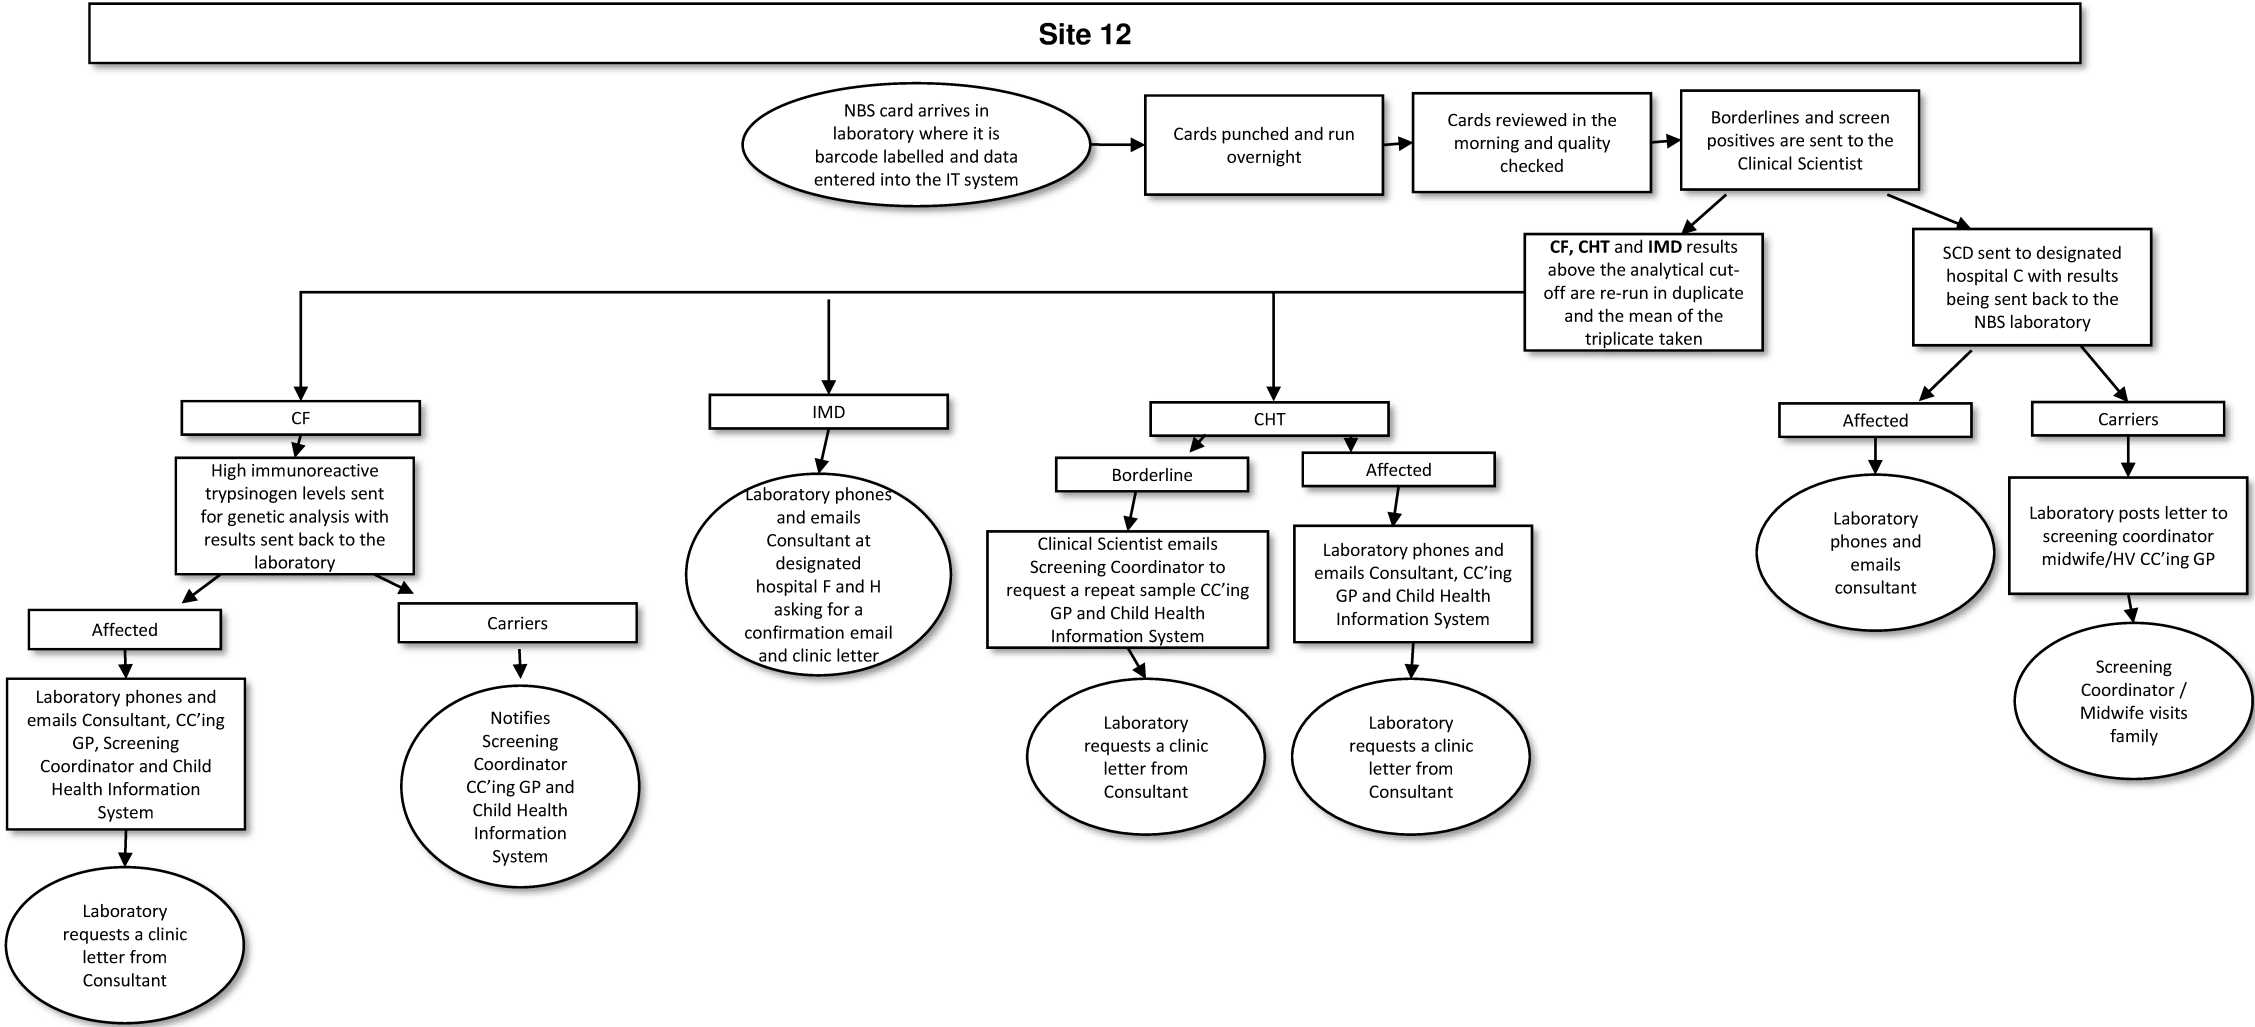 Site 12
NBS card arrives in
laboratory where it is
barcode labelled and data
entered into the IT system
Cards punched and run
overnight
Cards reviewed in the
morning and quality
checked
Borderlines and screen
positives are sent to the
Clinical Scientist
CF, CHT and IMD results
above the analytical cut-
off are re-run in duplicate
and the mean of the
triplicate taken
SCD sent to designated
hospital C with results
being sent back to the
NBS laboratory
CF
High immunoreactive
trypsinogen levels sent
for genetic analysis with
results sent back to the
laboratory
Affected
Laboratory phones and
emails Consultant, CC’ing
GP, Screening
Coordinator and Child
Health Information
System
Laboratory
requests a clinic
letter from
Consultant
Carriers
Notifies
Screening
Coordinator
CC’ing GP and
Child Health
Information
System
IMD
Laboratory phones
and emails
Consultant at
designated
hospital F and H
asking for a
confirmation email
and clinic letter
CHT
Borderline
Clinical Scientist emails
Screening Coordinator to
request a repeat sample CC’ing
GP and Child Health
Information System
Laboratory
requests a clinic
letter from
Consultant
Affected
Laboratory phones and
emails Consultant, CC’ing
GP and Child Health
Information System
Laboratory
requests a clinic
letter from
Consultant
Affected
Laboratory
phones and
emails
consultant
Carriers
Laboratory posts letter to
screening coordinator
midwife/HV CC’ing GP
Screening
Coordinator /
Midwife visits
family